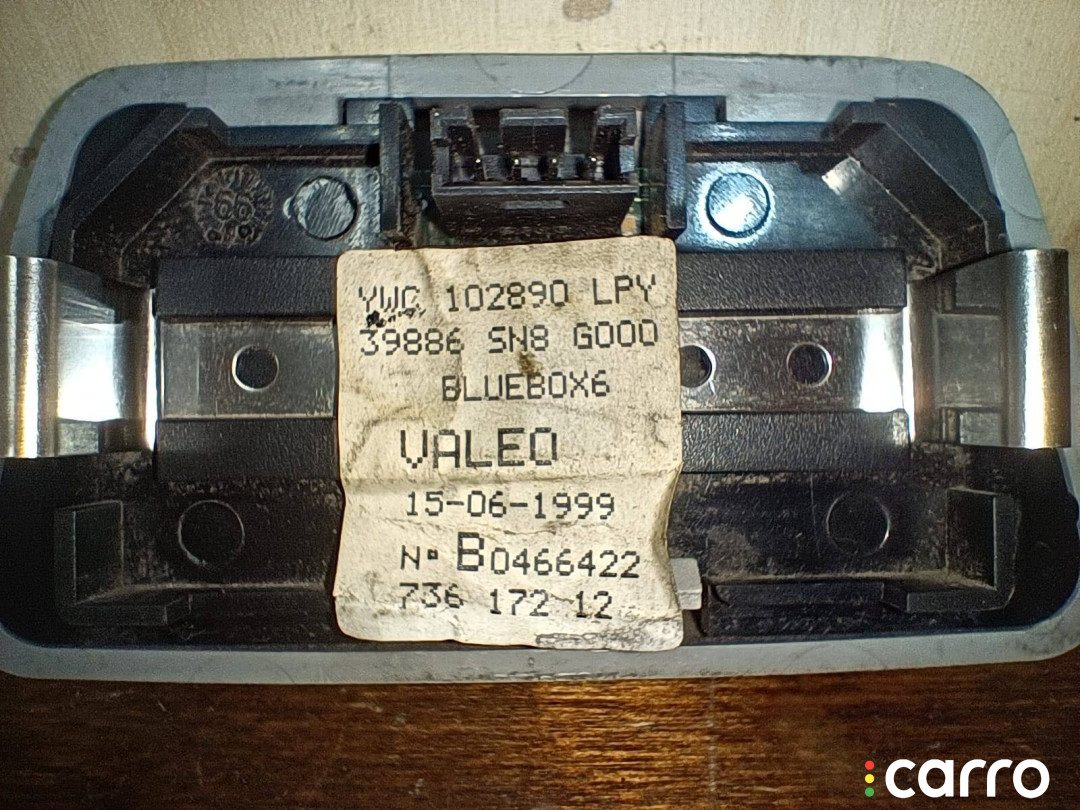 YWC 102890 LPY
39886 SN8 G000
BLUEBOX6
VALEO
15-06-1999
Nº B0466422
736 172 12
carro